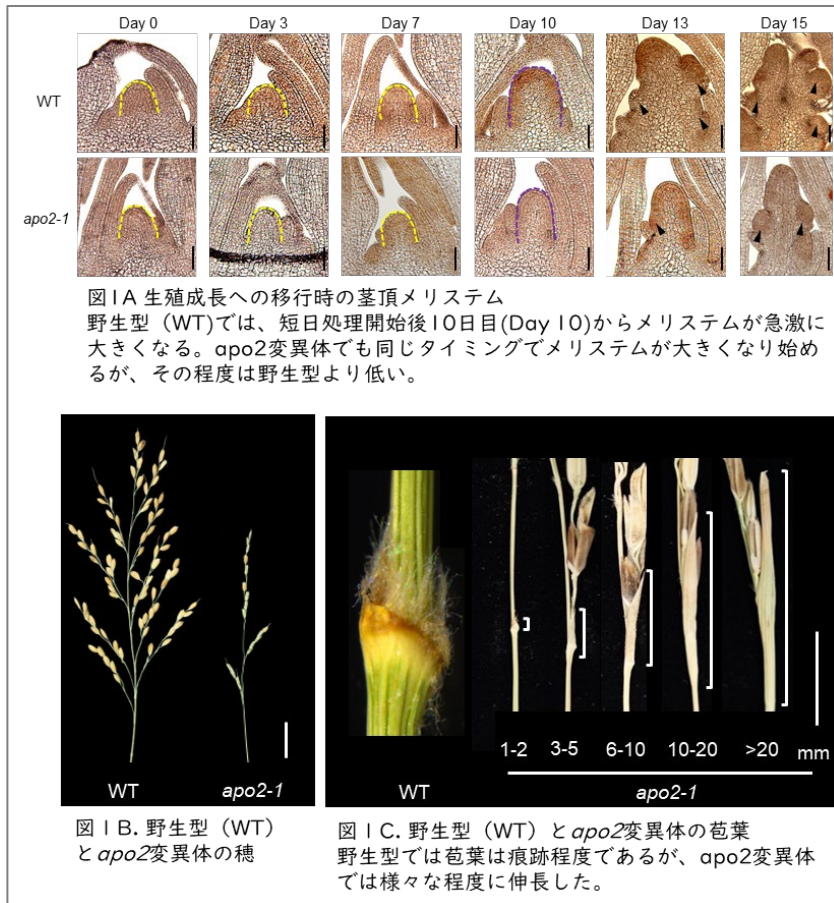 Day 0 Day 3 Day 7 Day 10 Day 13 Day 15
WT
apo2-1
図1A 生殖成長への移行時の茎頂メリステム
野生型（WT)では、短日処理開始後10日目(Day 10)からメリステムが急激に
大きくなる。apo2変異体でも同じタイミングでメリステムが大きくなり始め
るが、その程度は野生型より低い。
WT apo2-1
図1B. 野生型（WT）
とapo2変異体の穂
1-2 3-5 6-10 10-20 >20 mm
WT apo2-1
図1C. 野生型（WT）とapo2変異体の苞葉
野生型では苞葉は痕跡程度であるが、apo2変異体
では様々な程度に伸長した。